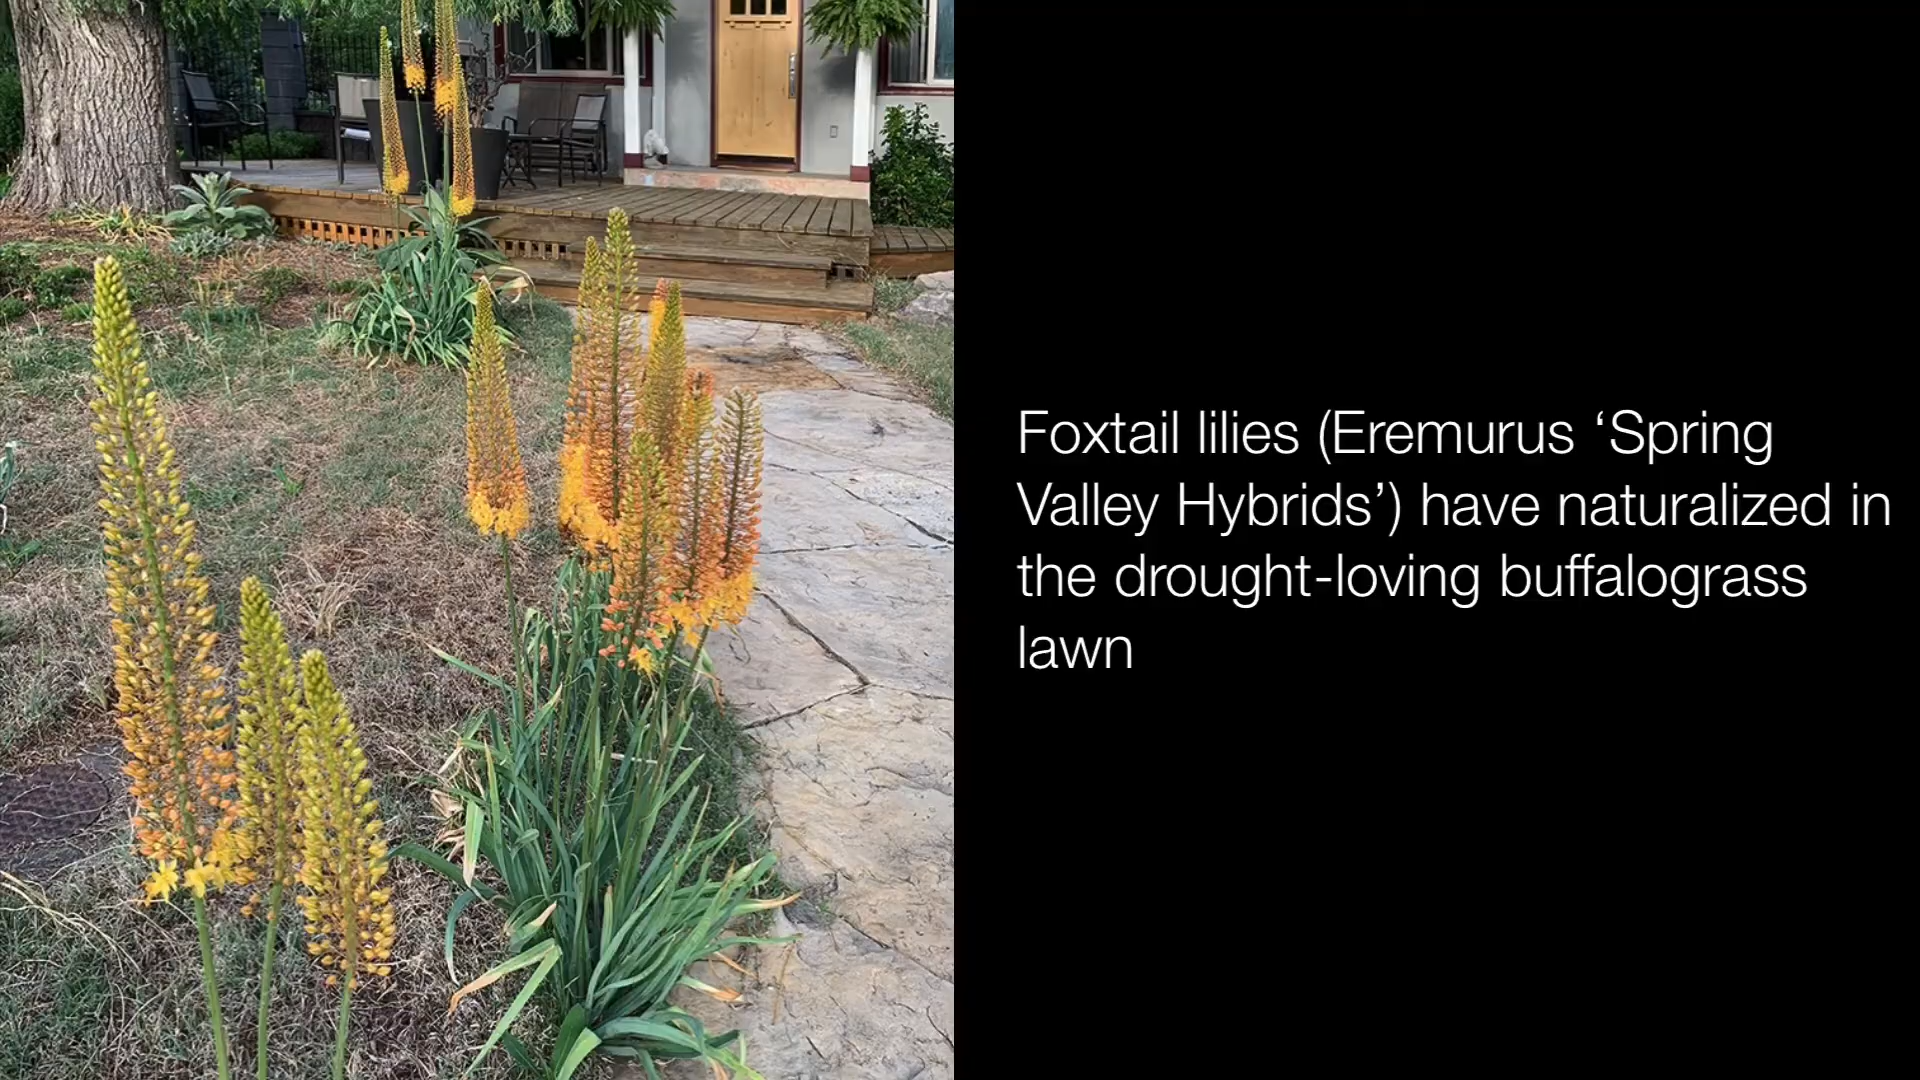 Foxtail lilies (Eremurus ‘Spring
Valley Hybrids’) have naturalized in
the drought-loving buffalograss
lawn